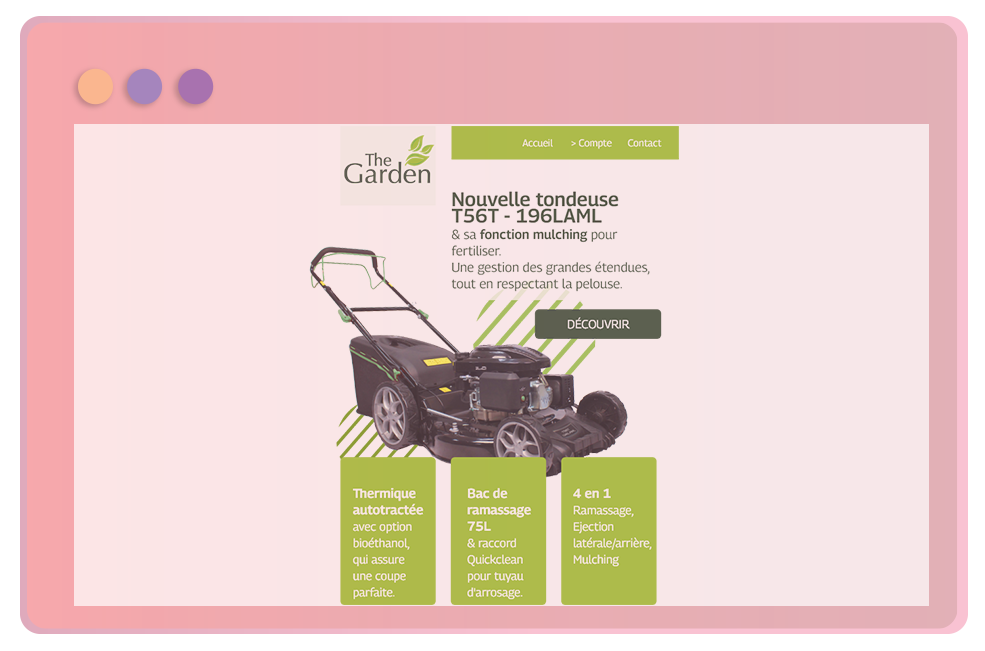 The
Garden
Accueil > Compte Contact
Nouvelle tondeuse
T56T - 196LAML
& sa fonction mulching pour
fertiliser.
Une gestion des grandes étendues,
tout en respectant la pelouse.
DÉCOUVRIR
Thermique
autotractée
avec option
bioéthanol,
qui assure
une coupe
parfaite.
Bac de
ramassage
75L
& raccord
Quickclean
pour tuyau
d'arrosage.
4 en 1
Ramassage,
Ejection
latérale/arrière,
Mulching